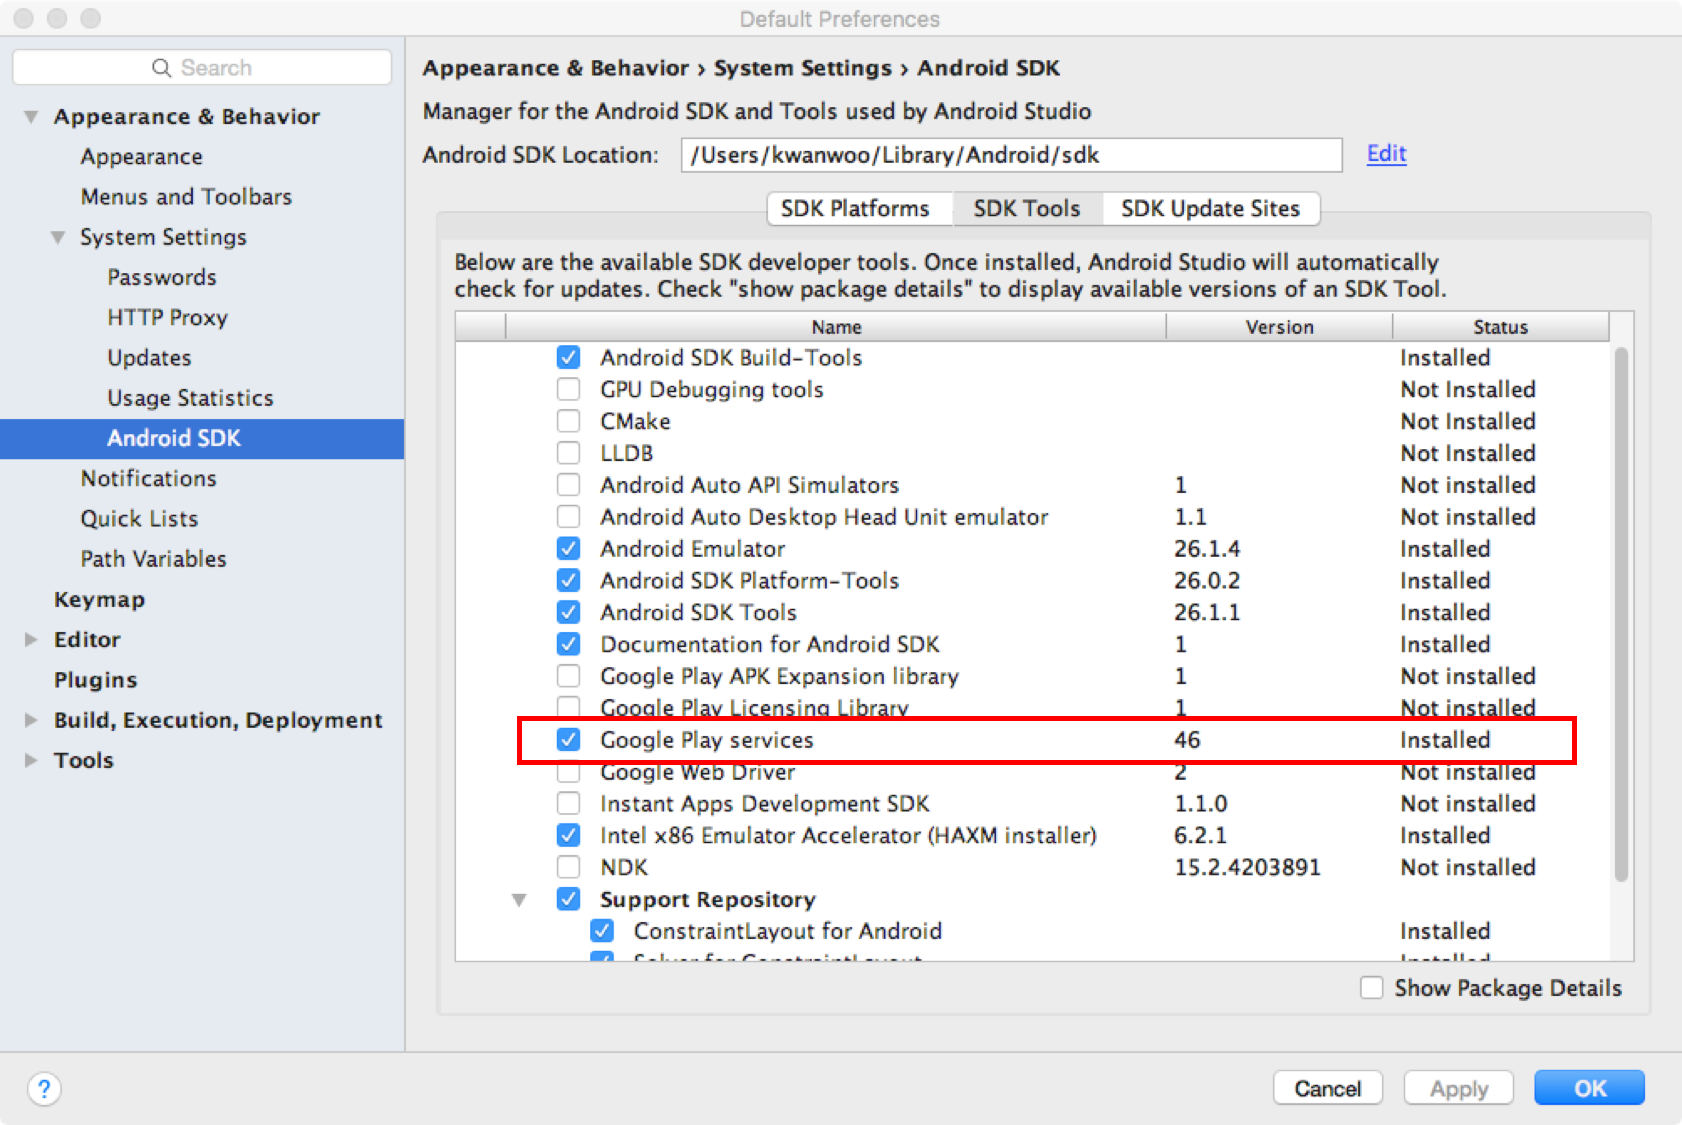 Default Preferences
Search
Appearance & Behavior
Appearance
Menus and Toolbars
System Settings
Passwords
HTTP Proxy
Updates
Usage Statistics
Android SDK
Notifications
Quick Lists
Path Variables
Keymap
Editor
Plugins
Build, Execution, Deployment
Tools
Appearance & Behavior › System Settings › Android SDK
Manager for the Android SDK and Tools used by Android Studio
Android SDK Location: /Users/kwanwoo/Library/Android/sdk Edit
SDK Platforms SDK Tools SDK Update Sites
Below are the available SDK developer tools. Once installed, Android Studio will automatically
check for updates. Check "show package details" to display available versions of an SDK Tool.
Name Version Status
Android SDK Build-Tools Installed
GPU Debugging tools Not Installed
CMake Not Installed
LLDB Not Installed
Android Auto API Simulators 1 Not installed
Android Auto Desktop Head Unit emulator 1.1 Not installed
Android Emulator 26.1.4 Installed
Android SDK Platform-Tools 26.0.2 Installed
Android SDK Tools 26.1.1 Installed
Documentation for Android SDK 1 Installed
Google Play APK Expansion library 1 Not installed
Google Play Licensing Library 1 Not installed
Google Play services 46 Installed
Google Web Driver 2 Not installed
Instant Apps Development SDK 1.1.0 Not installed
Intel x86 Emulator Accelerator (HAXM installer) 6.2.1 Installed
NDK 15.2.4203891 Not installed
Support Repository
ConstraintLayout for Android Installed
Solver for ConstraintLayout Installed
Show Package Details
? Cancel Apply OK